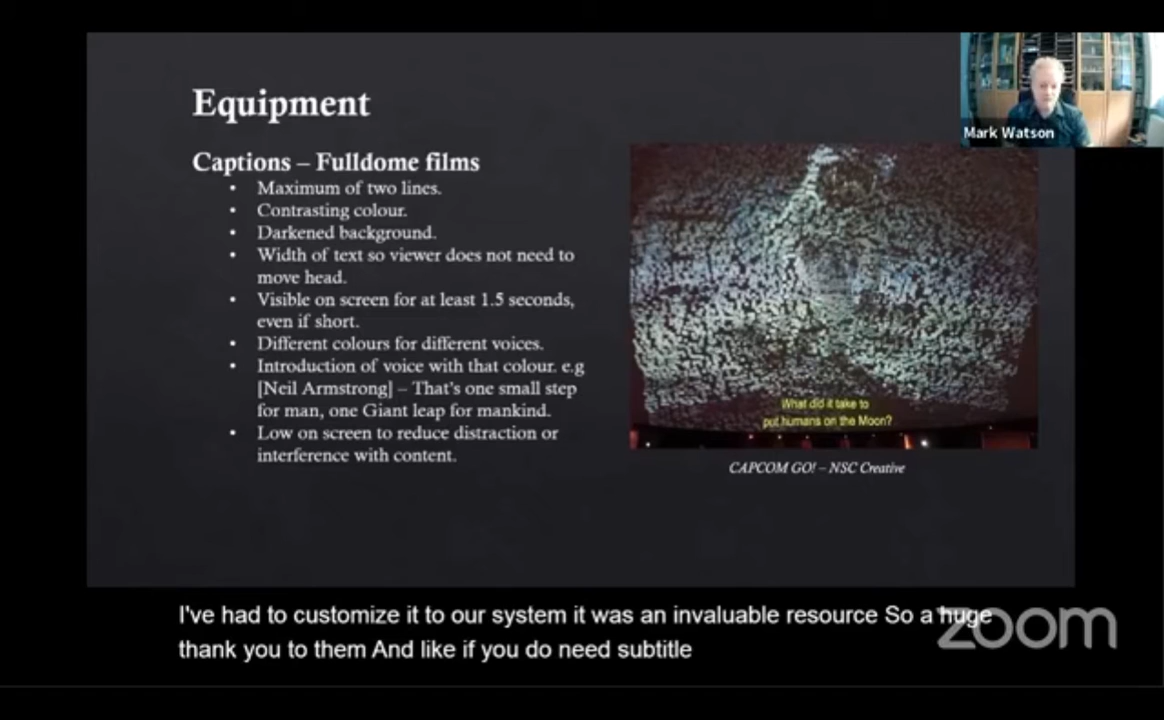 Equipment
Captions – Fulldome films
• Maximum of two lines.
• Contrasting colour.
• Darkened background.
• Width of text so viewer does not need to
move head.
• Visible on screen for at least 1.5 seconds,
even if short.
• Different colours for different voices.
• Introduction of voice with that colour. e.g
[Neil Armstrong] – That's one small step
for man, one Giant leap for mankind.
• Low on screen to reduce distraction or
interference with content.
Mark Watson
What did it take to
put humans on the Moon?
CAPCOM GO! – NSC Creative
I've had to customize it to our system it was an invaluable resource So a huge
thank you to them And like if you do need subtitle
zoom